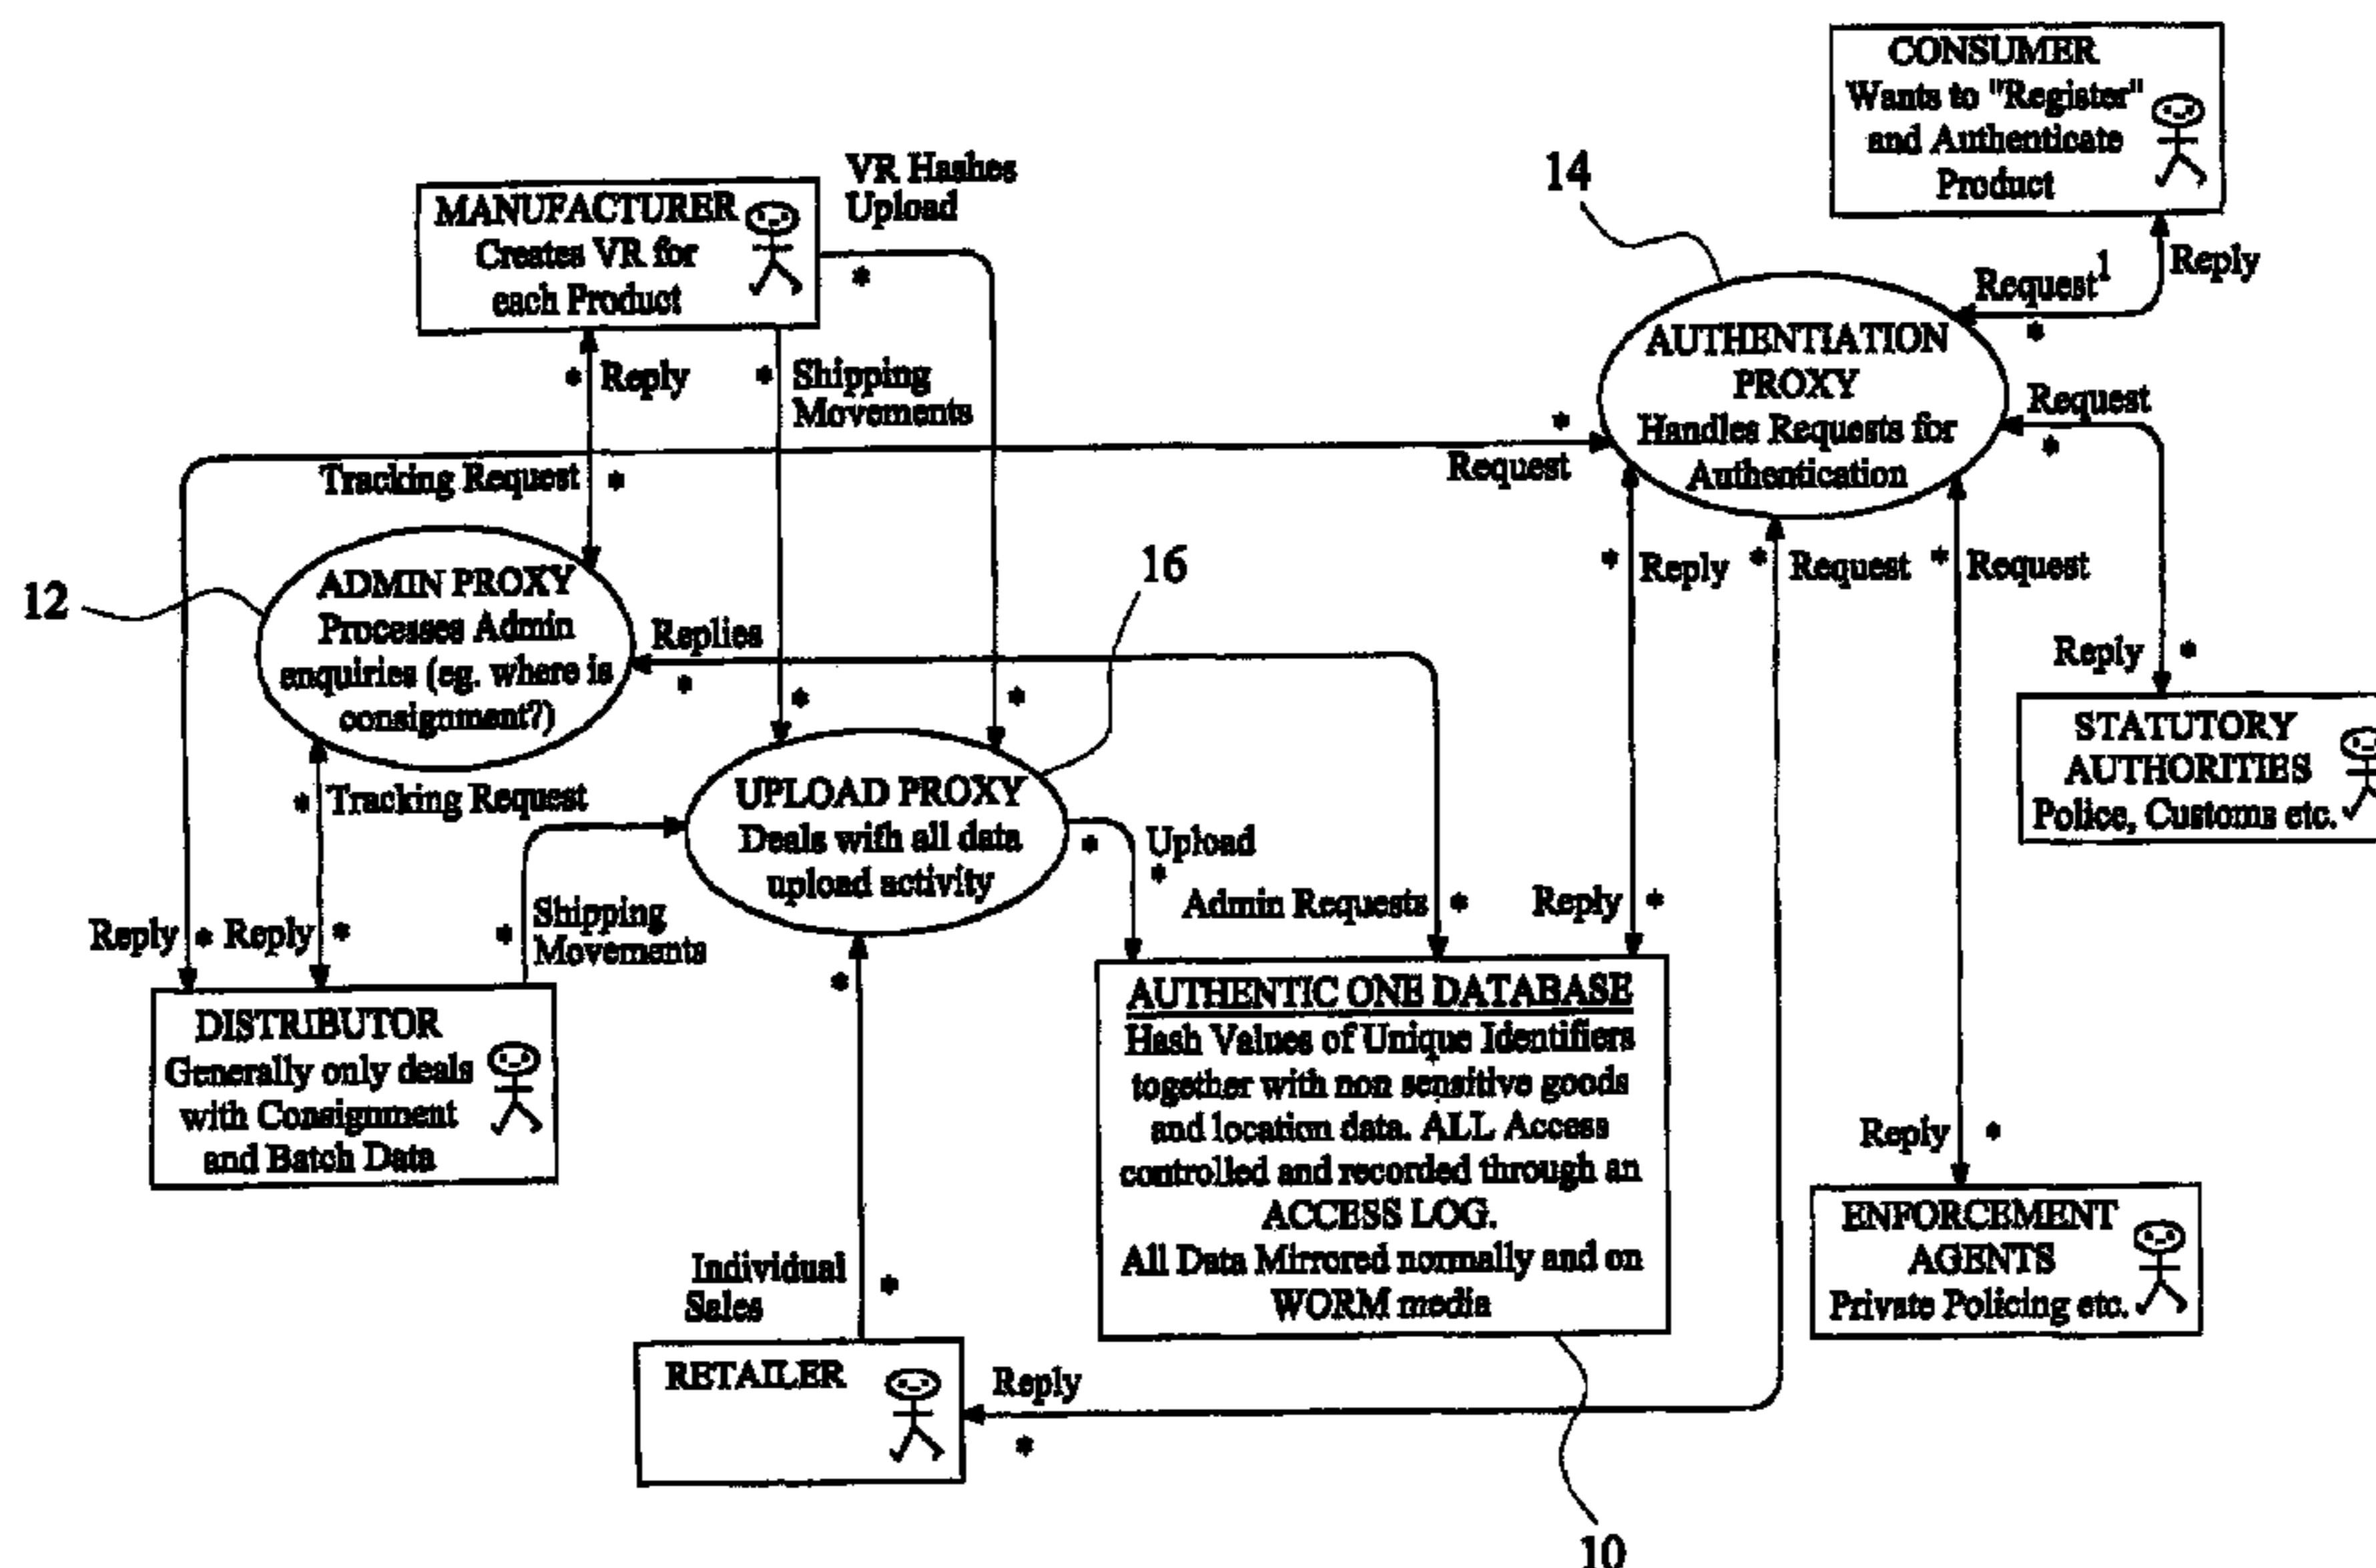 CONSUMER
Wants to "Register"
and Authenticate
Product
14
VR Hashes
Upload
MANUFACTURER
Creates VR for
each Product
Request 1
*
Reply
*
AUTHENTIATION
PROXY
Handles Requests for
Authentication
* Reply
* Shipping
Movements
Request
*
*
Request
Tracking Request *
12
ADMIN PROXY
Processes Admin
enquiries (eg. where is
consignment?)
16
Replies
*
*
*
* Reply
* Request
* Request
Reply *
STATUTORY
AUTHORITIES
Police, Customs etc.
* Tracking Request
UPLOAD PROXY
Deals with all data
upload activity
* Upload
*
Admin Requests *
Reply *
Reply *
Reply *
* Shipping
Movements
*
DISTRIBUTOR
Generally only deals
with Consignment
and Batch Data
AUTHENTIC ONE DATABASE
Hash Values of Unique Identifiers
together with non sensitive goods
and location data. ALL Access
controlled and recorded through an
ACCESS LOG.
All Data Mirrored normally and on
WORM media
Reply *
ENFORCEMENT
AGENTS
Private Policing etc.
Individual
Sales
*
RETAILER
Reply
*
10